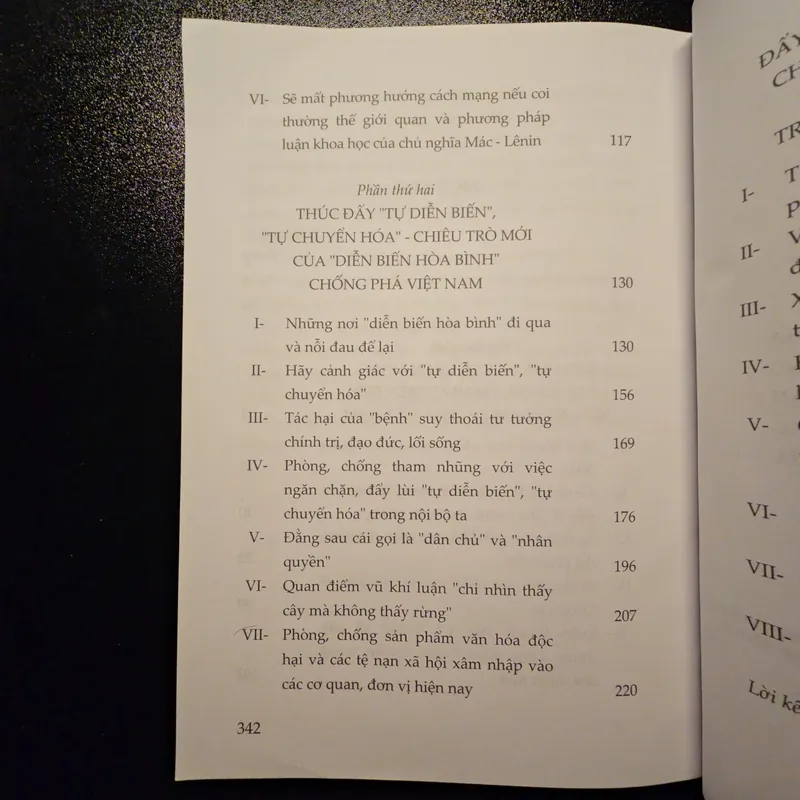 VI- Sẽ mất phương hướng cách mạng nếu coi
thường thế giới quan và phương pháp
luận khoa học của chủ nghĩa Mác - Lênin 117
Phần thứ hai
THÚC ĐẨY "TỰ DIỄN BIẾN",
"TỰ CHUYỂN HÓA" - CHIÊU TRÒ MỚI
CỦA "DIỄN BIẾN HÒA BÌNH"
CHỐNG PHÁ VIỆT NAM 130
I- Những nơi "diễn biến hòa bình" đi qua
và nỗi đau để lại 130
II- Hãy cảnh giác với "tự diễn biến", "tự
chuyển hóa" 156
III- Tác hại của "bệnh" suy thoái tư tưởng
chính trị, đạo đức, lối sống 169
IV- Phòng, chống tham nhũng với việc
ngăn chặn, đẩy lùi "tự diễn biến", "tự
chuyển hóa" trong nội bộ ta 176
V- Đằng sau cái gọi là "dân chủ" và "nhân
quyền" 196
VI- Quan điểm vũ khí luận "chỉ nhìn thấy
cây mà không thấy rừng" 207
VII- Phòng, chống sản phẩm văn hóa độc
hại và các tệ nạn xã hội xâm nhập vào
các cơ quan, đơn vị hiện nay 220
342
ĐẨY
I-
II-
III-
IV-
V-
VI-
VII-
VIII-
Lời kế